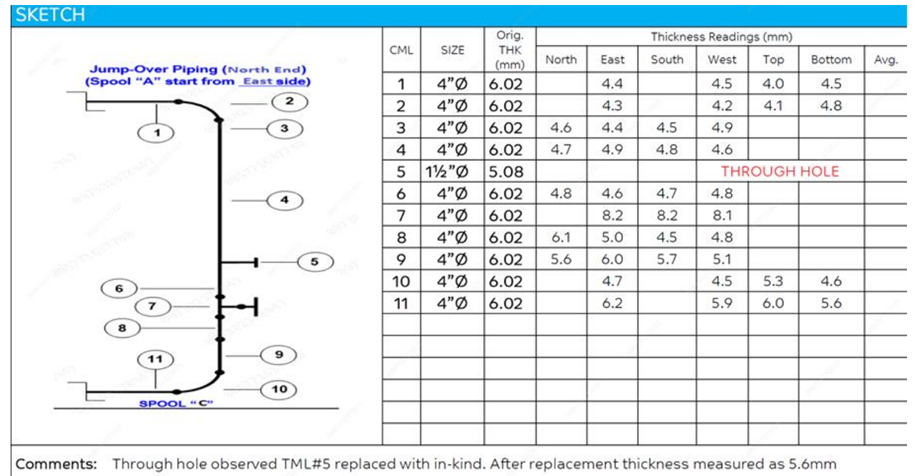 SKETCH
Jump-Over Piping (North End)
(Spool "A" start from East side)
1
2
3
4
5
6
7
8
9
10
11
SPOOL "C"
CML SIZE Orig. THK (mm) Thickness Readings (mm)
North East South West Top Bottom Avg.
1 4"Ø 6.02 4.4 4.5 4.0 4.5
2 4"Ø 6.02 4.3 4.2 4.1 4.8
3 4"Ø 6.02 4.6 4.4 4.5 4.9
4 4"Ø 6.02 4.7 4.9 4.8 4.6
5 1½"Ø 5.08 THROUGH HOLE
6 4"Ø 6.02 4.8 4.6 4.7 4.8
7 4"Ø 6.02 8.2 8.2 8.1
8 4"Ø 6.02 6.1 5.0 4.5 4.8
9 4"Ø 6.02 5.6 6.0 5.7 5.1
10 4"Ø 6.02 4.7 4.5 5.3 4.6
11 4"Ø 6.02 6.2 5.9 6.0 5.6
Comments: Through hole observed TML#5 replaced with in-kind. After replacement thickness measured as 5.6mm